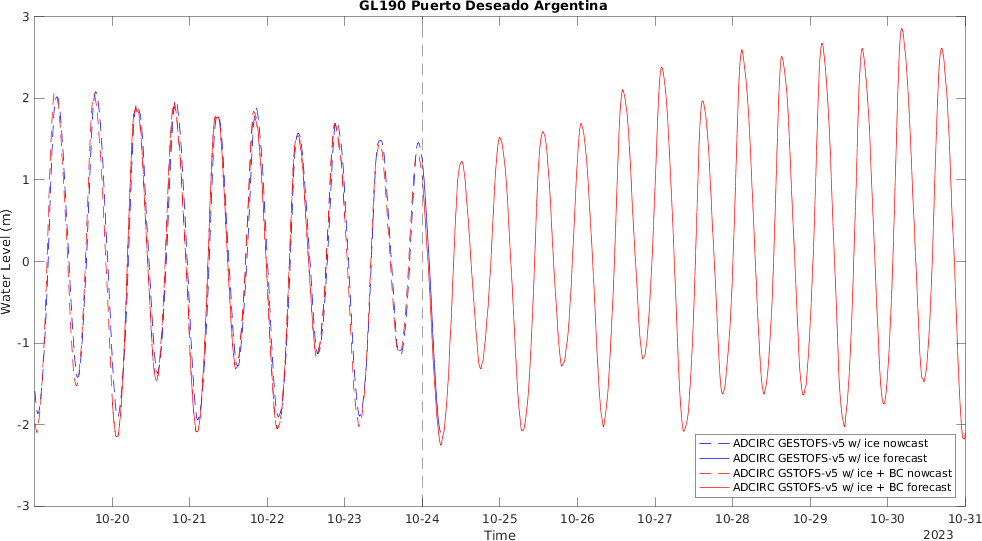 GL190 Puerto Deseado Argentina
3
2
1
0
-1
-2
-3
Water Level (m)
ADCIRC GESTOFS-v5 w/ ice nowcast
ADCIRC GESTOFS-v5 w/ ice forecast
ADCIRC GSTOFS-v5 w/ ice + BC nowcast
ADCIRC GSTOFS-v5 w/ ice + BC forecast
10-20 10-21 10-22 10-23 10-24 10-25 10-26 10-27 10-28 10-29 10-30 10-31
Time
2023